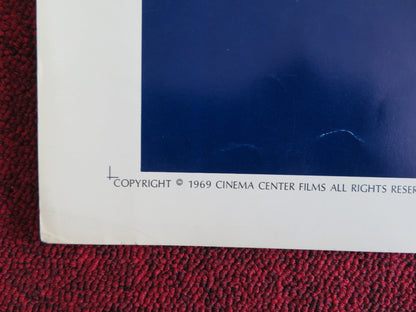 COPYRIGHT © 1969 CINEMA CENTER FILMS ALL RIGHTS RESER